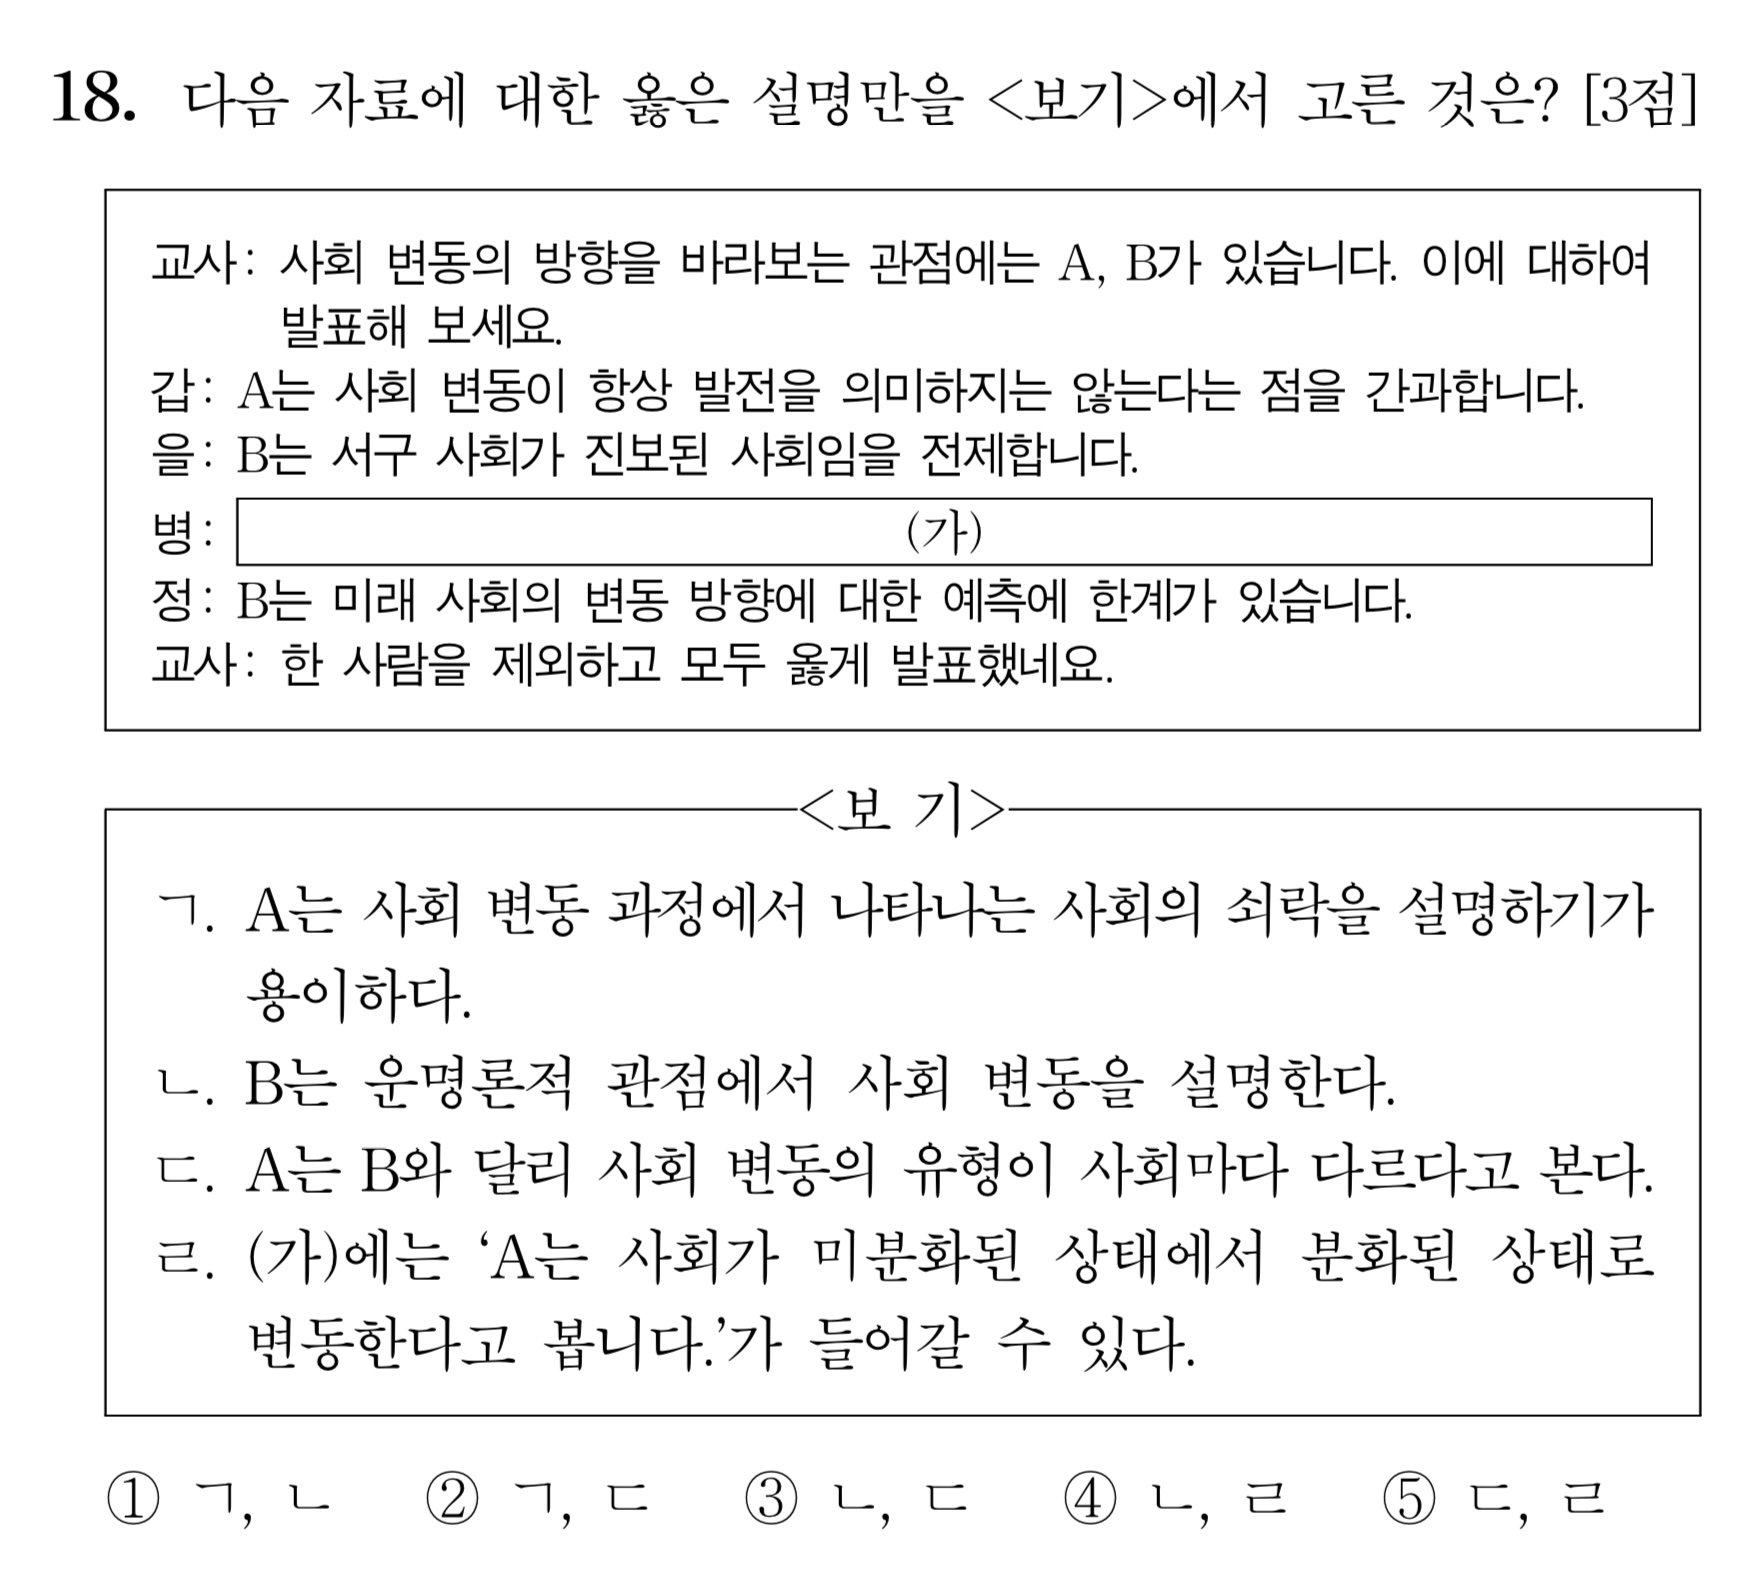 18. 다음 자료에 대한 옳은 설명만을 <보기>에서 고른 것은? [3점]
교사: 사회 변동의 방향을 바라보는 관점에는 A, B가 있습니다. 이에 대하여
발표해 보세요.
갑: A는 사회 변동이 항상 발전을 의미하지는 않는다는 점을 간과합니다.
을: B는 서구 사회가 진보된 사회임을 전제합니다.
병: (가)
정: B는 미래 사회의 변동 방향에 대한 예측에 한계가 있습니다.
교사: 한 사람을 제외하고 모두 옳게 발표했네요.
<보 기>
ㄱ. A는 사회 변동 과정에서 나타나는 사회의 쇠락을 설명하기가
용이하다.
ㄴ. B는 운명론적 관점에서 사회 변동을 설명한다.
ㄷ. A는 B와 달리 사회 변동의 유형이 사회마다 다르다고 본다.
ㄹ. (가)에는 ‘A는 사회가 미분화된 상태에서 분화된 상태로
변동한다고 봅니다.’가 들어갈 수 있다.
① ㄱ, ㄴ ② ㄱ, ㄷ ③ ㄴ, ㄷ ④ ㄴ, ㄹ ⑤ ㄷ, ㄹ